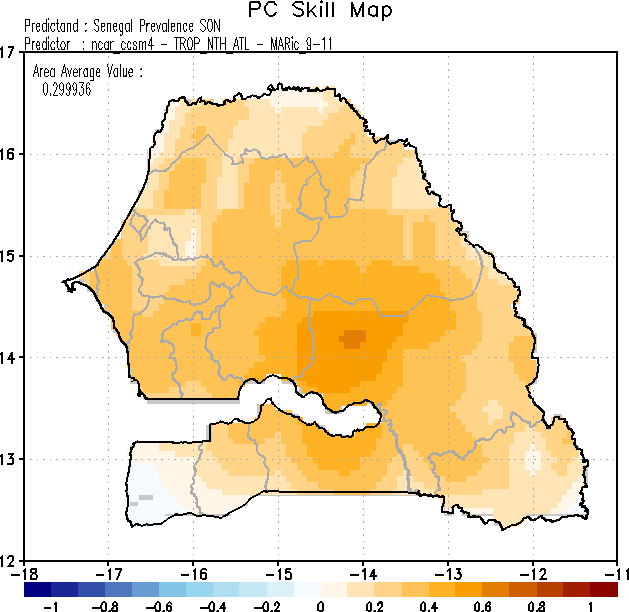 PC Skill Map
Predictand : Senegal Prevalence SON
Predictor : ncar_ccsm4 - TROP_NTH_ATL - MARic_9-11
Area Average Value :
0.299936
17
16
15
14
13
12
-18 -17 -16 -15 -14 -13 -12 -11
-1 -0.8 -0.6 -0.4 -0.2 0 0.2 0.4 0.6 0.8 1